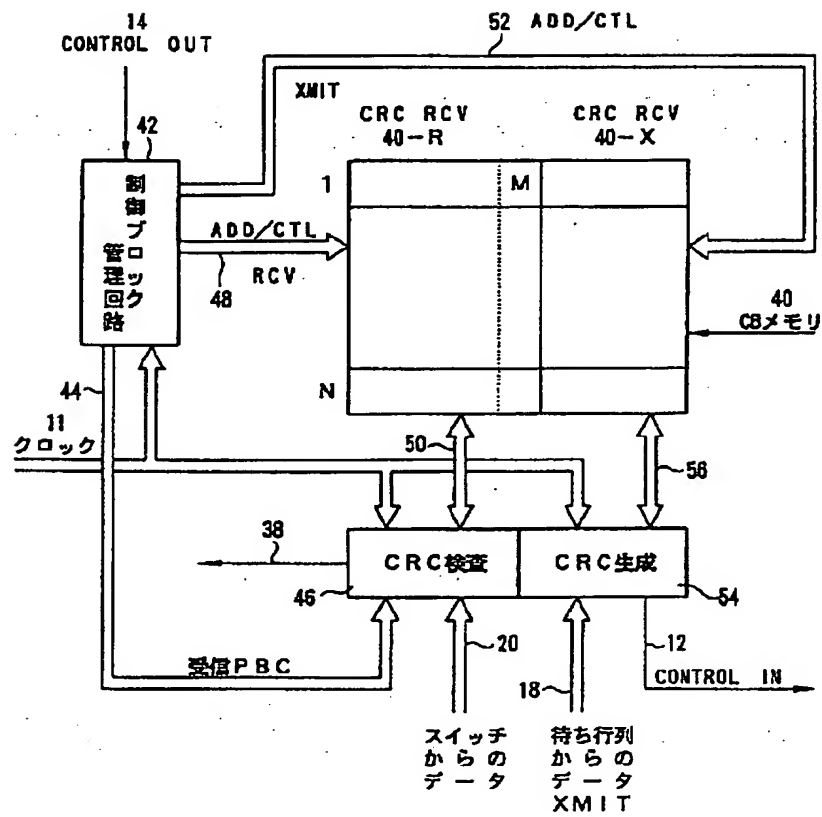 14
CONTROL OUT
52 ADD/CTL
XMIT
42
CRC RCV
40-R
CRC RCV
40-X
制御ブロック
管理回路
1
M
ADD/CTL
48
RCV
40
CBメモリ
N
44
11
クロック
50
56
38
CRC検査
CRC生成
46
54
受信PBC
20
18
12
CONTROL IN
スイッチ
からの
データ
待ち行列
からの
データ
XMIT